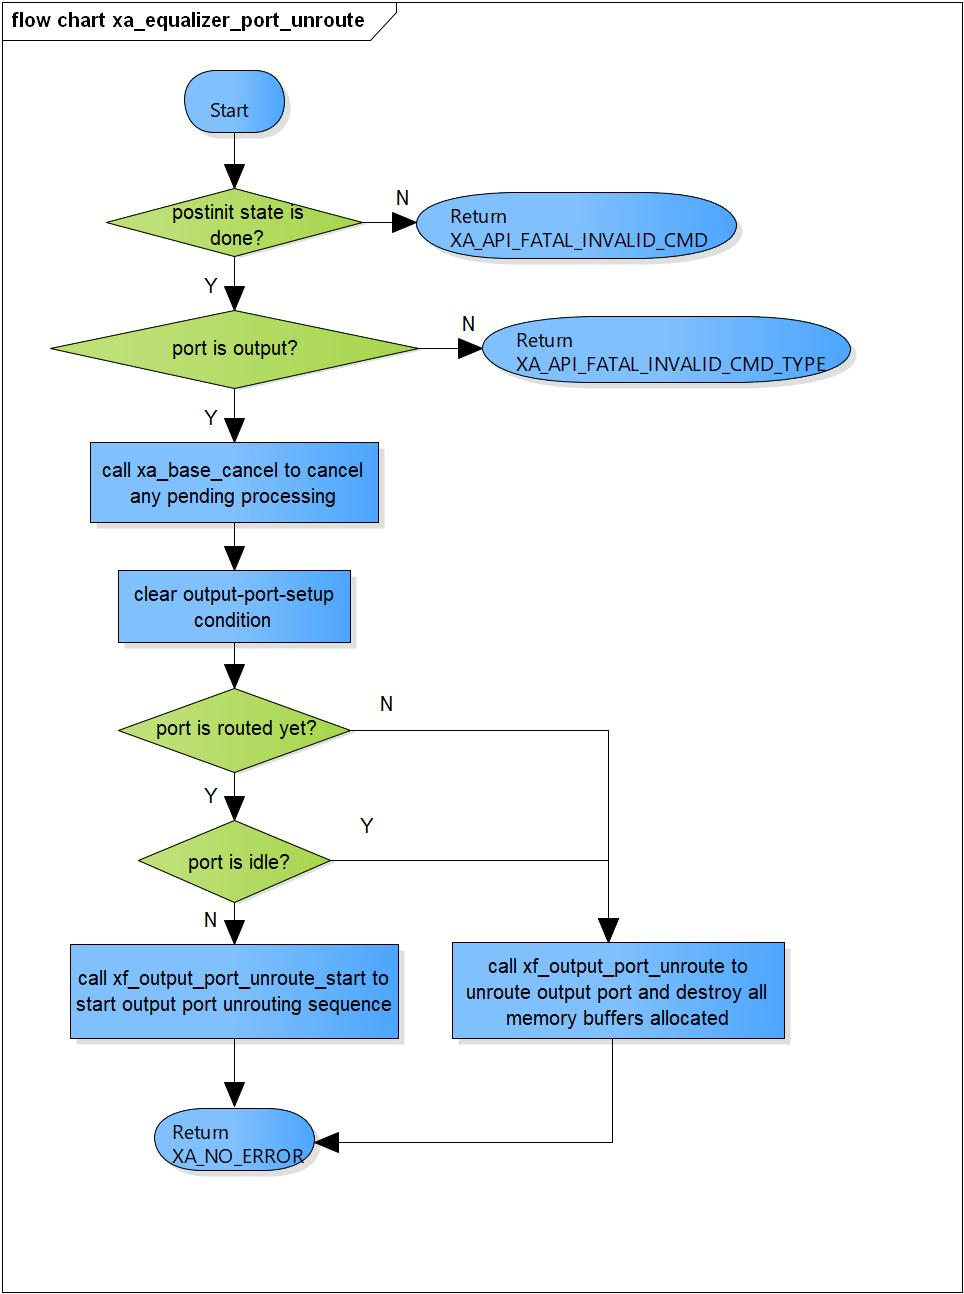 flow chart xa_equalizer_port_unroute
Start
postinit state is
done?
N
Return
XA_API_FATAL_INVALID_CMD
Y
port is output?
N
Return
XA_API_FATAL_INVALID_CMD_TYPE
Y
call xa_base_cancel to cancel
any pending processing
clear output-port-setup
condition
port is routed yet?
N
Y
port is idle?
Y
N
call xf_output_port_unroute_start to
start output port unrouting sequence
call xf_output_port_unroute to
unroute output port and destroy all
memory buffers allocated
Return
XA_NO_ERROR